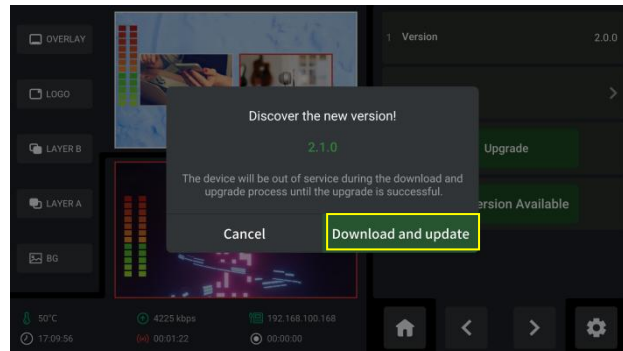 OVERLAY
LOGO
LAYER B
LAYER A
BG
1 Version 2.0.0
Discover the new version!
2.1.0
The device will be out of service during the download and
upgrade process until the upgrade is successful.
Cancel
Download and update
Upgrade
ersion Available
50°C
4225 kbps
192.168.100.168
17:09:56
00:01:22
00:00:00